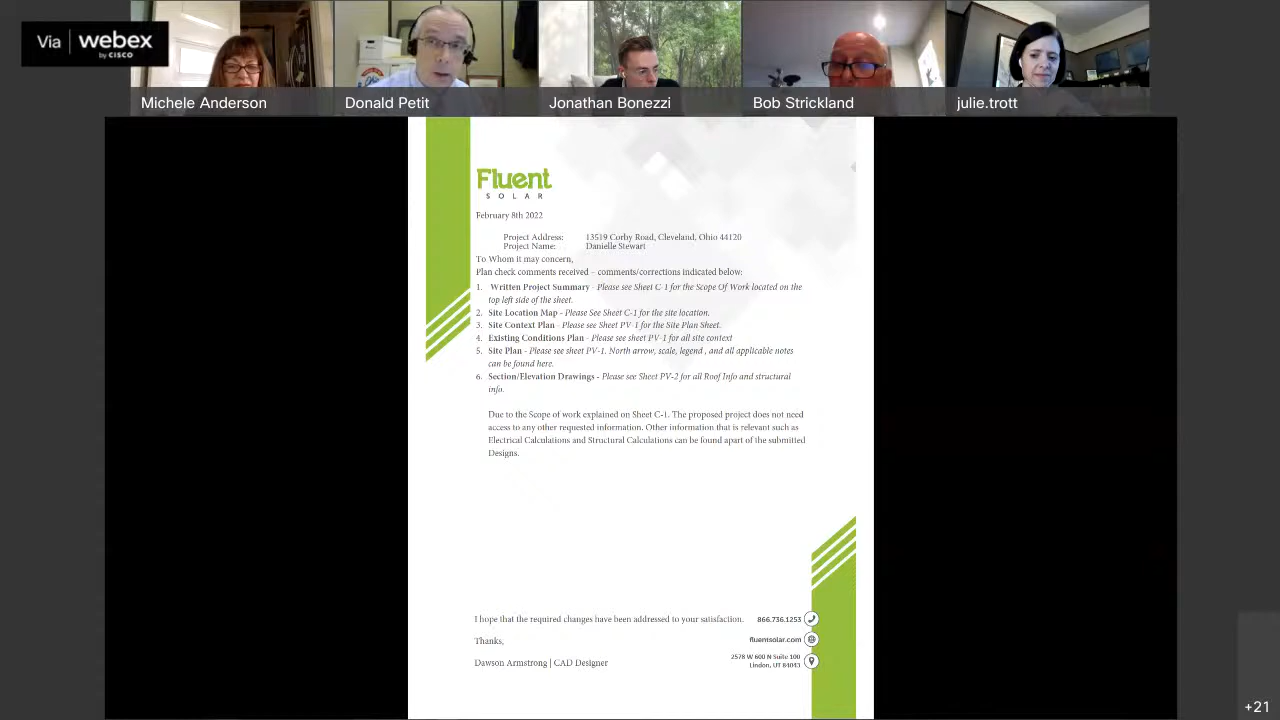 Via webex
by CISCO
Michele Anderson
Donald Petit
Jonathan Bonezzi
Bob Strickland
julie.trott
Fluent
SOLAR
February 8th 2022
Project Address: 13519 Corby Road, Cleveland, Ohio 44120
Project Name: Danielle Stewart
To Whom it may concern,
Plan check comments received – comments/corrections indicated below:
1. Written Project Summary - Please see Sheet C-1 for the Scope Of Work located on the
top left side of the sheet.
2. Site Location Map - Please See Sheet C-1 for the site location.
3. Site Context Plan - Please see Sheet PV-1 for the Site Plan Sheet.
4. Existing Conditions Plan - Please see sheet PV-1 for all site context
5. Site Plan - Please see sheet PV-1. North arrow, scale, legend , and all applicable notes
can be found here.
6. Section/Elevation Drawings - Please see Sheet PV-2 for all Roof Info and structural
info.
Due to the Scope of work explained on Sheet C-1. The proposed project does not need
access to any other requested information. Other information that is relevant such as
Electrical Calculations and Structural Calculations can be found apart of the submitted
Designs.
I hope that the required changes have been addressed to your satisfaction.
866.736.1253
Thanks,
fluentsolar.com
Dawson Armstrong | CAD Designer
2578 W 600 N Suite 100
Lindon, UT 84043
+21